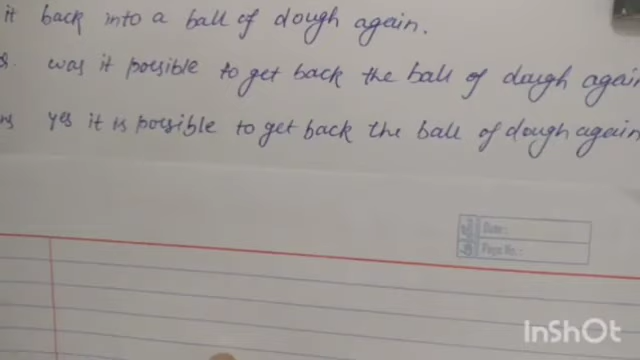 it back into a ball of dough again.
Q. was it possible to get back the ball of dough again
Ans yes it is possible to get back the ball of dough again
Date:
Page No.:
InShOt